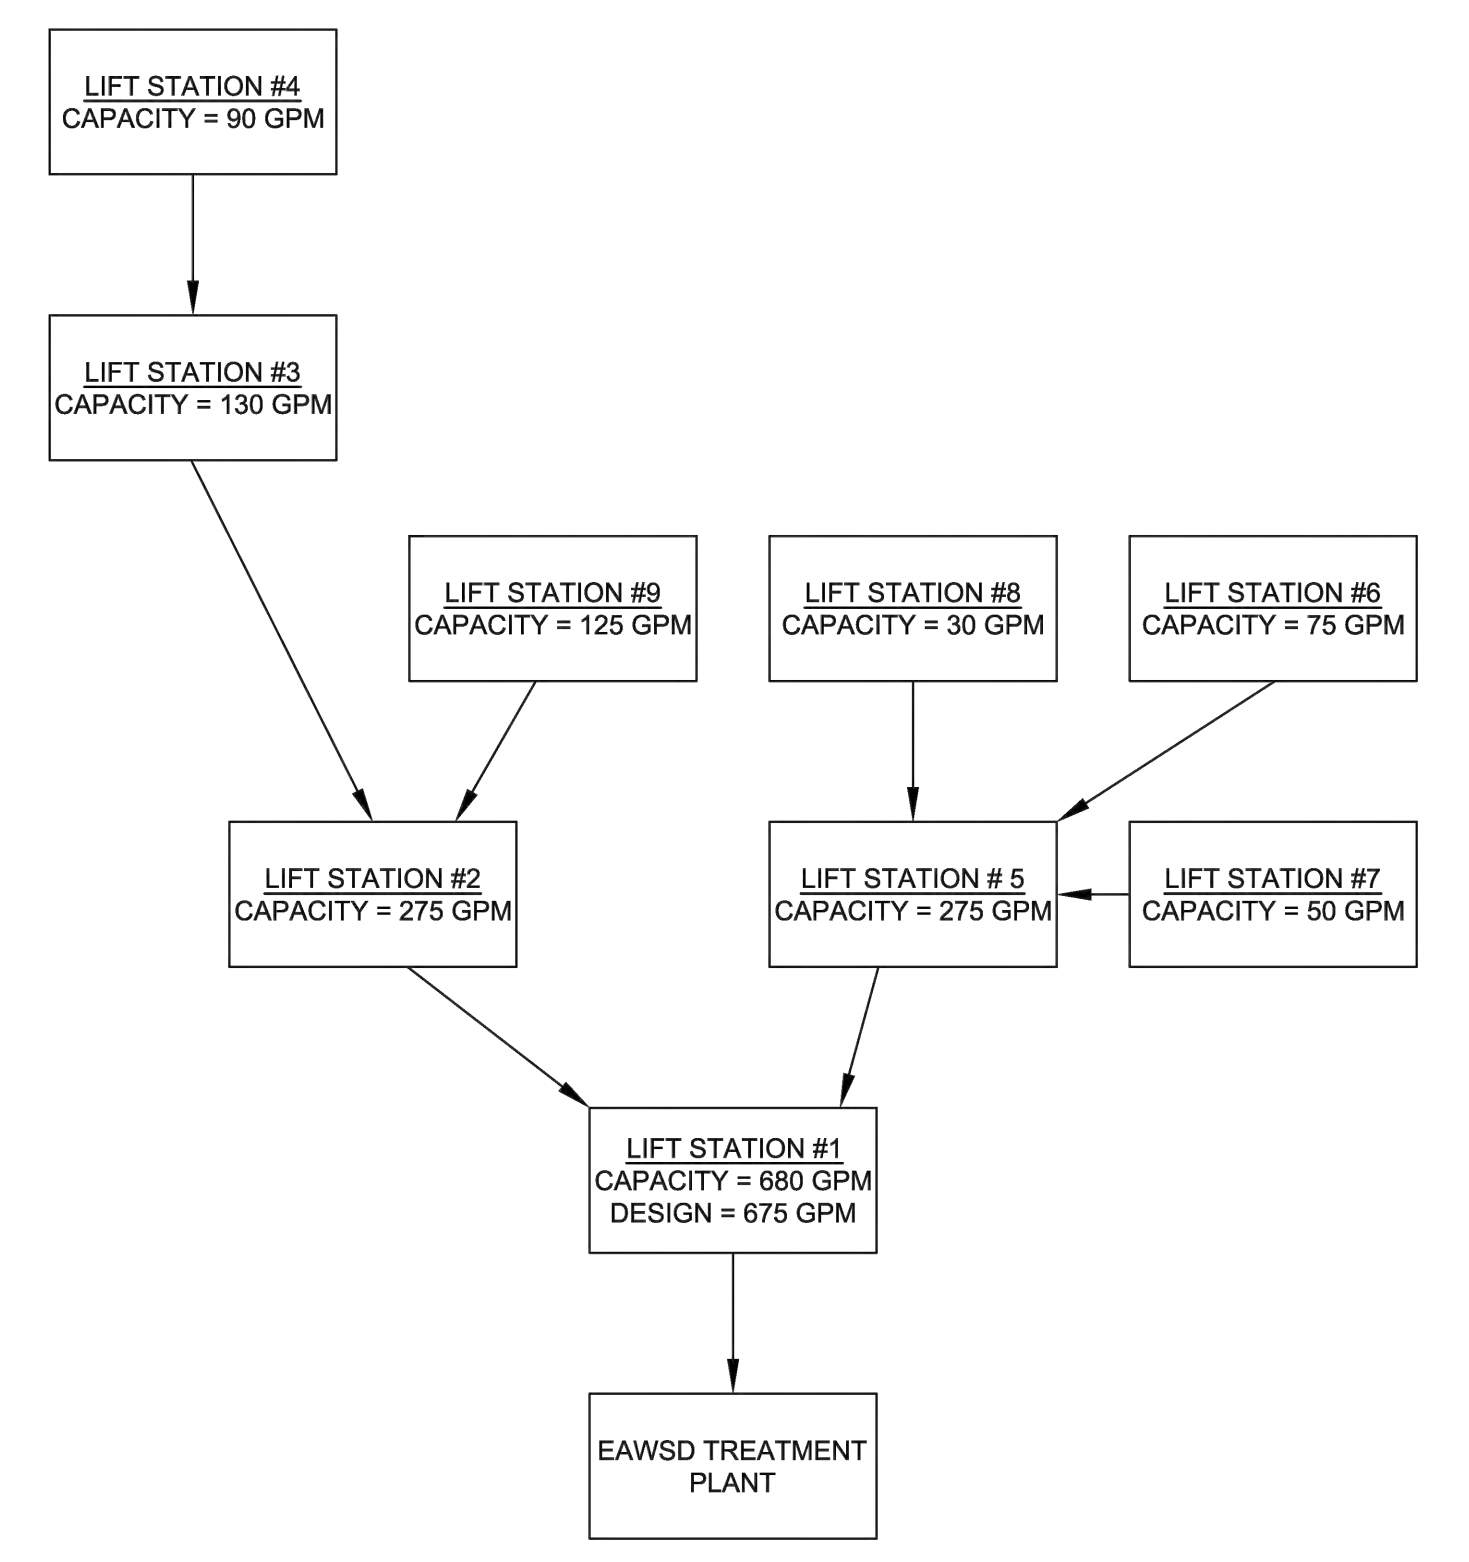 LIFT STATION #4
CAPACITY = 90 GPM
LIFT STATION #3
CAPACITY = 130 GPM
LIFT STATION #9
CAPACITY = 125 GPM
LIFT STATION #8
CAPACITY = 30 GPM
LIFT STATION #6
CAPACITY = 75 GPM
LIFT STATION #2
CAPACITY = 275 GPM
LIFT STATION # 5
CAPACITY = 275 GPM
LIFT STATION #7
CAPACITY = 50 GPM
LIFT STATION #1
CAPACITY = 680 GPM
DESIGN = 675 GPM
EAWSD TREATMENT
PLANT